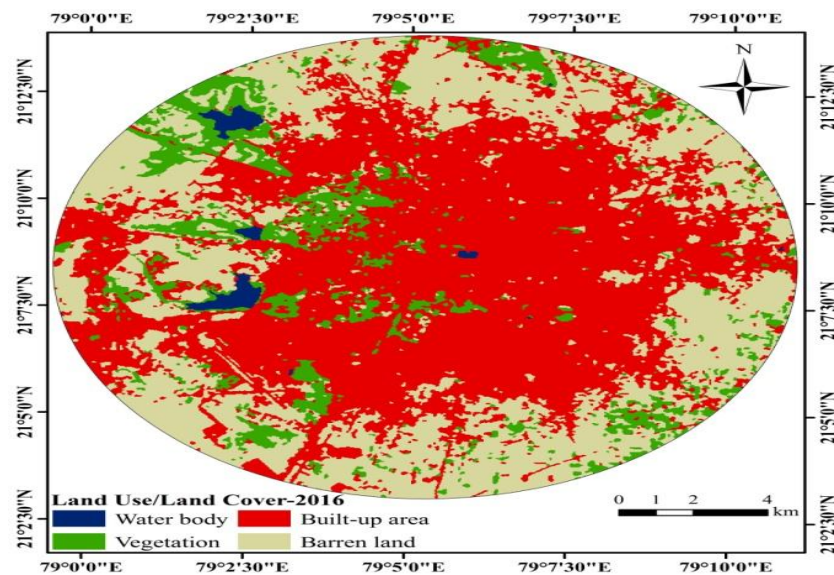 79°0'0"E 79°2'30"E 79°5'0"E 79°7'30"E 79°10'0"E
N
21°12'30"N 21°12'30"N
21°10'0"N 21°10'0"N
21°7'30"N 21°7'30"N
21°5'0"N 21°5'0"N
21°2'30"N 21°2'30"N
Land Use/Land Cover-2016
Water body Built-up area
Vegetation Barren land
0 1 2 4
km
79°0'0"E 79°2'30"E 79°5'0"E 79°7'30"E 79°10'0"E